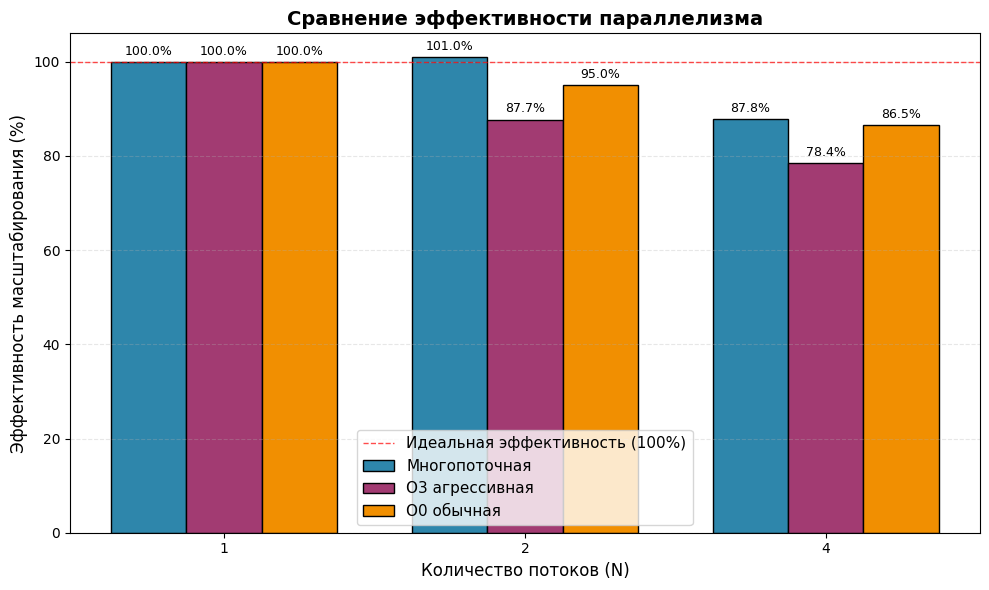 Сравнение эффективности параллелизма
Эффективность масштабирования (%)
100
80
60
40
20
0
100.0%
100.0%
100.0%
101.0%
87.7%
95.0%
87.8%
78.4%
86.5%
Идеальная эффективность (100%)
Многопоточная
O3 агрессивная
O0 обычная
1
2
4
Количество потоков (N)